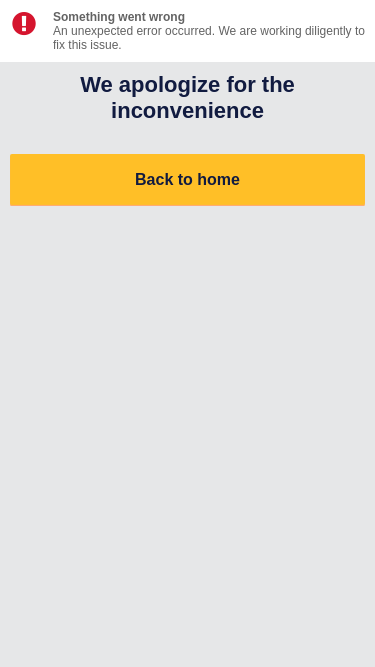 Something went wrong
An unexpected error occurred. We are working diligently to
fix this issue.
We apologize for the
inconvenience
Back to home